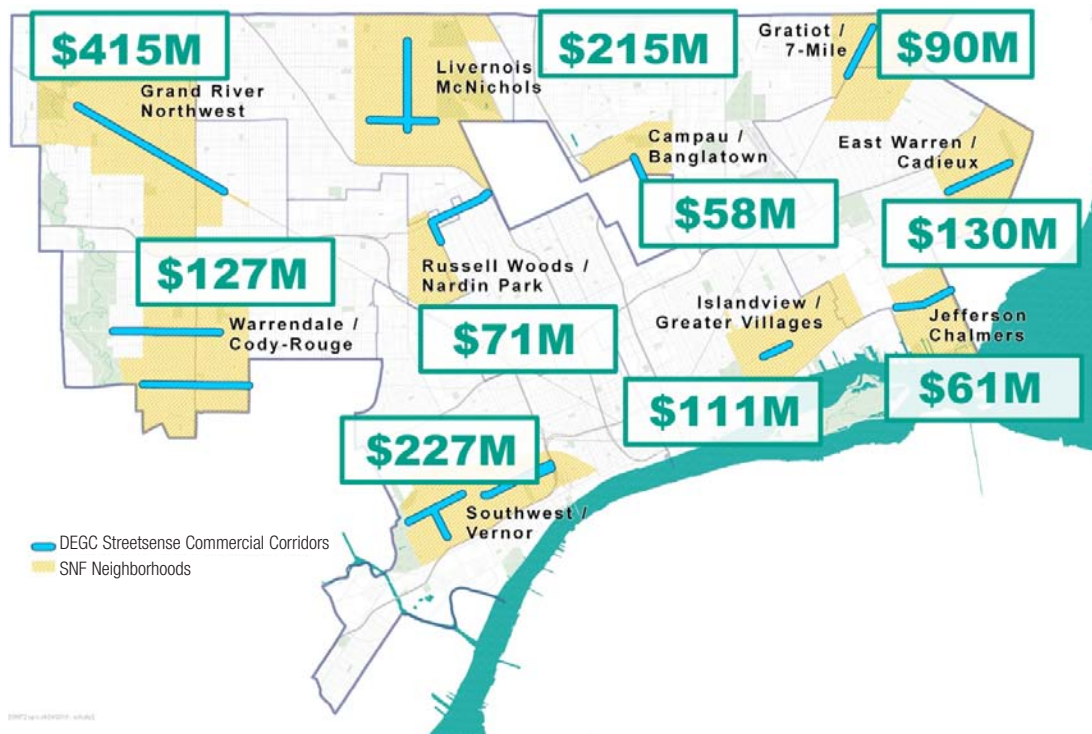 $415M
Grand River
Northwest
Livernois
McNichols
$215M
Gratiot /
7-Mile
$90M
Campau /
Banglatown
$58M
East Warren /
Cadieux
$130M
$127M
Warrendale /
Cody-Rouge
Russell Woods /
Nardin Park
$71M
Islandview /
Greater Villages
$111M
Jefferson
Chalmers
$61M
$227M
Southwest /
Vernor
DEGC Streetsense Commercial Corridors
SNF Neighborhoods